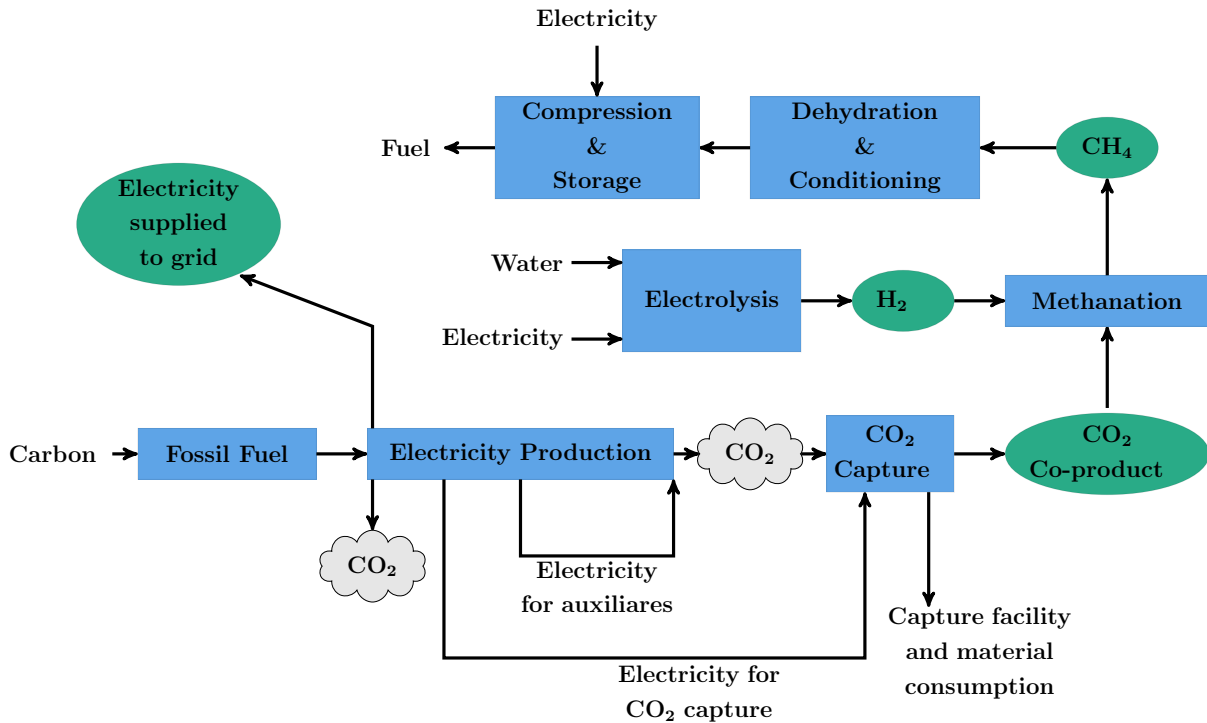 Electricity
Compression
&
Storage
Dehydration
&
Conditioning
CH₄
Fuel
Electricity
supplied
to grid
Water
Electricity
Electrolysis
H₂
Methanation
Carbon
Fossil Fuel
Electricity Production
CO₂
CO₂
Capture
CO₂
Co-product
CO₂
Electricity
for auxiliares
Capture facility
and material
consumption
Electricity for
CO₂ capture